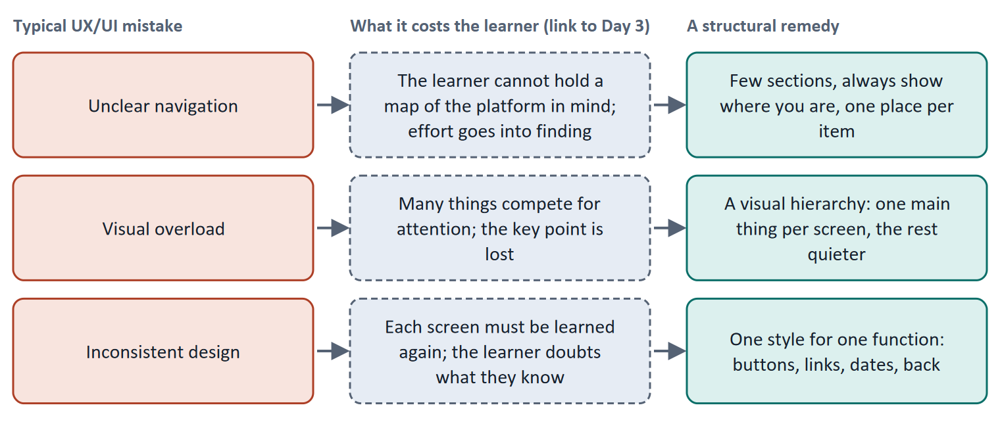 Typical UX/UI mistake
What it costs the learner (link to Day 3)
A structural remedy
Unclear navigation
The learner cannot hold a
map of the platform in mind;
effort goes into finding
Few sections, always show
where you are, one place per
item
Visual overload
Many things compete for
attention; the key point is
lost
A visual hierarchy: one main
thing per screen, the rest
quieter
Inconsistent design
Each screen must be learned
again; the learner doubts
what they know
One style for one function:
buttons, links, dates, back